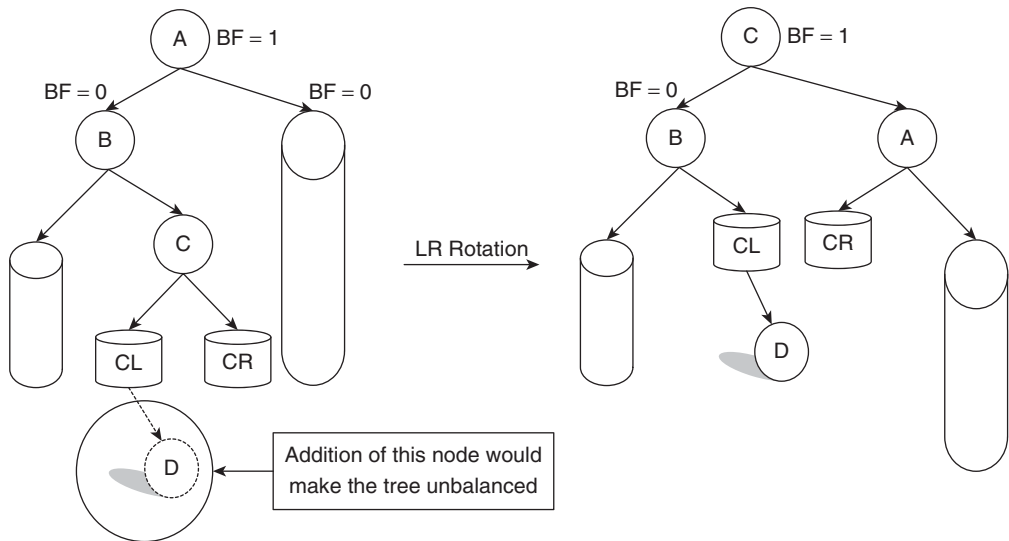 A
BF = 1
BF = 0
BF = 0
B
C
CL
CR
D
Addition of this node would
make the tree unbalanced
LR Rotation
C
BF = 1
BF = 0
B
A
CL
CR
D